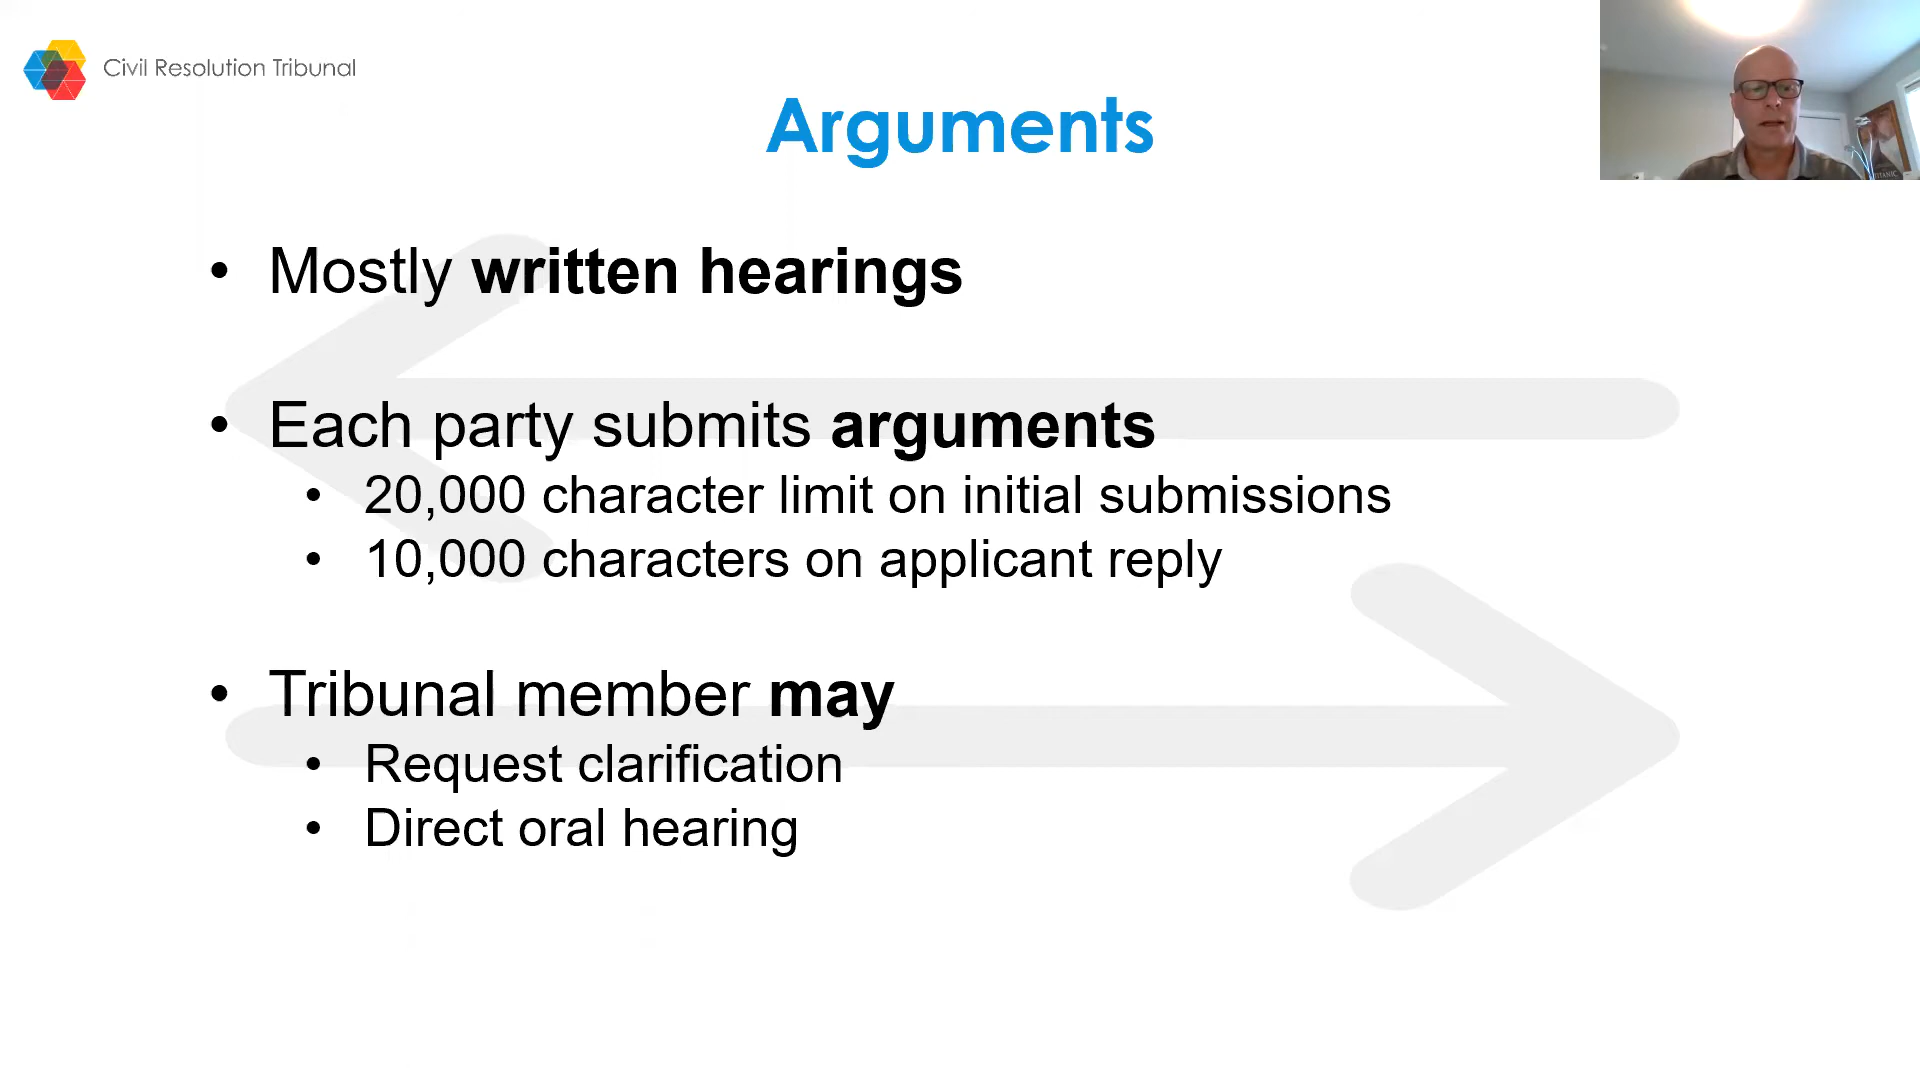 Civil Resolution Tribunal
Arguments
• Mostly written hearings
• Each party submits arguments
• 20,000 character limit on initial submissions
• 10,000 characters on applicant reply
• Tribunal member may
• Request clarification
• Direct oral hearing
TITANIC